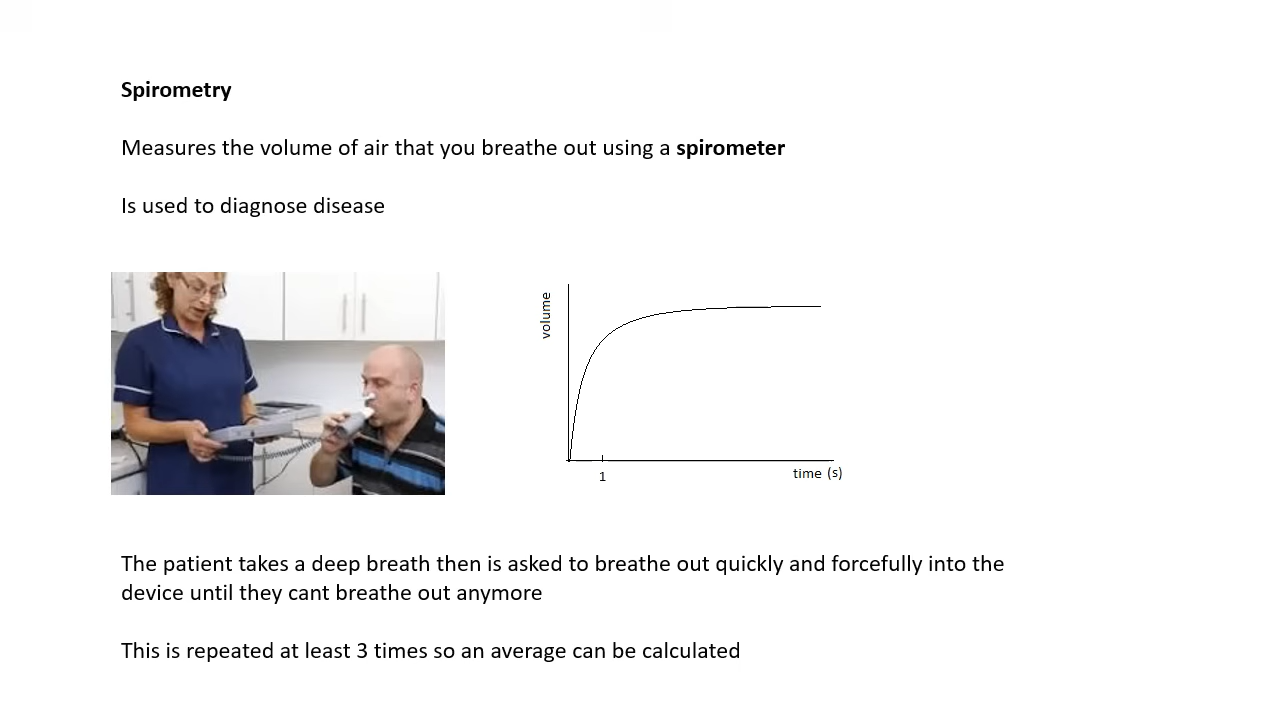 Spirometry
Measures the volume of air that you breathe out using a spirometer
Is used to diagnose disease
volume
1
time (s)
The patient takes a deep breath then is asked to breathe out quickly and forcefully into the
device until they cant breathe out anymore
This is repeated at least 3 times so an average can be calculated